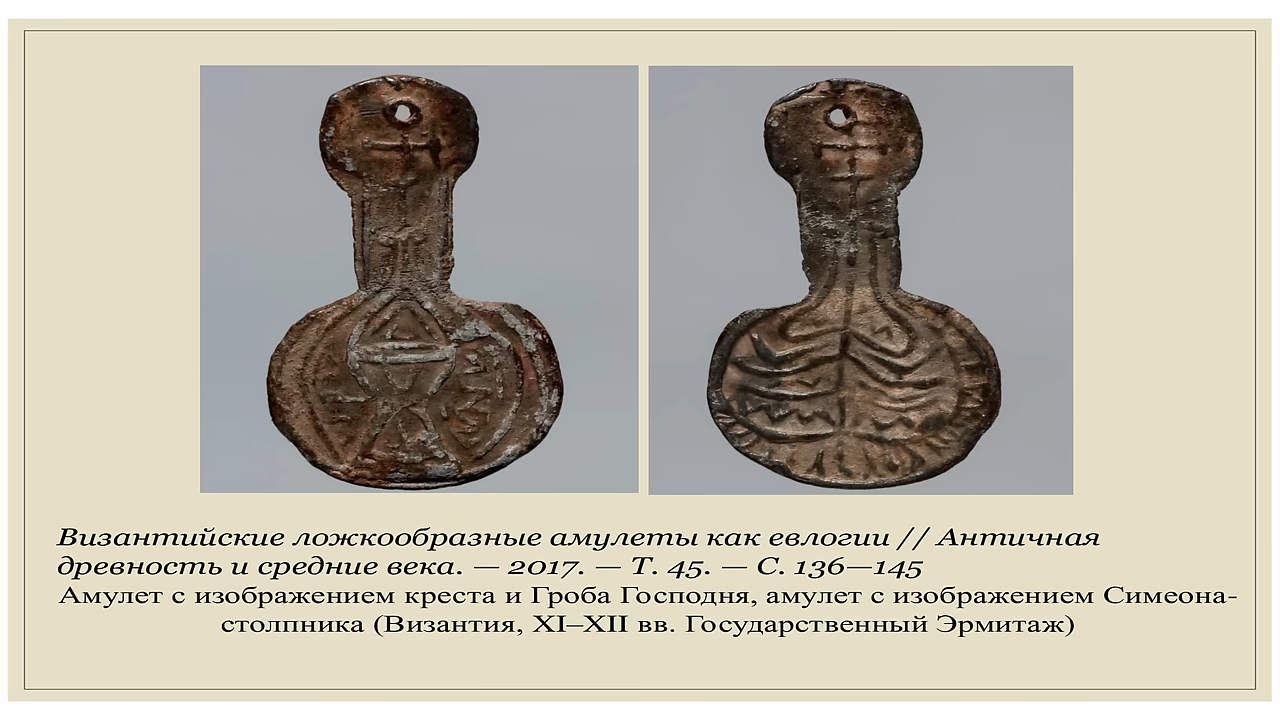 Византийские ложкообразные амулеты как евлогии // Античная
древность и средние века. — 2017. — Т. 45. — С. 136—145
Амулет с изображением креста и Гроба Господня, амулет с изображением Симеона-
столпника (Византия, XI–XII вв. Государственный Эрмитаж)